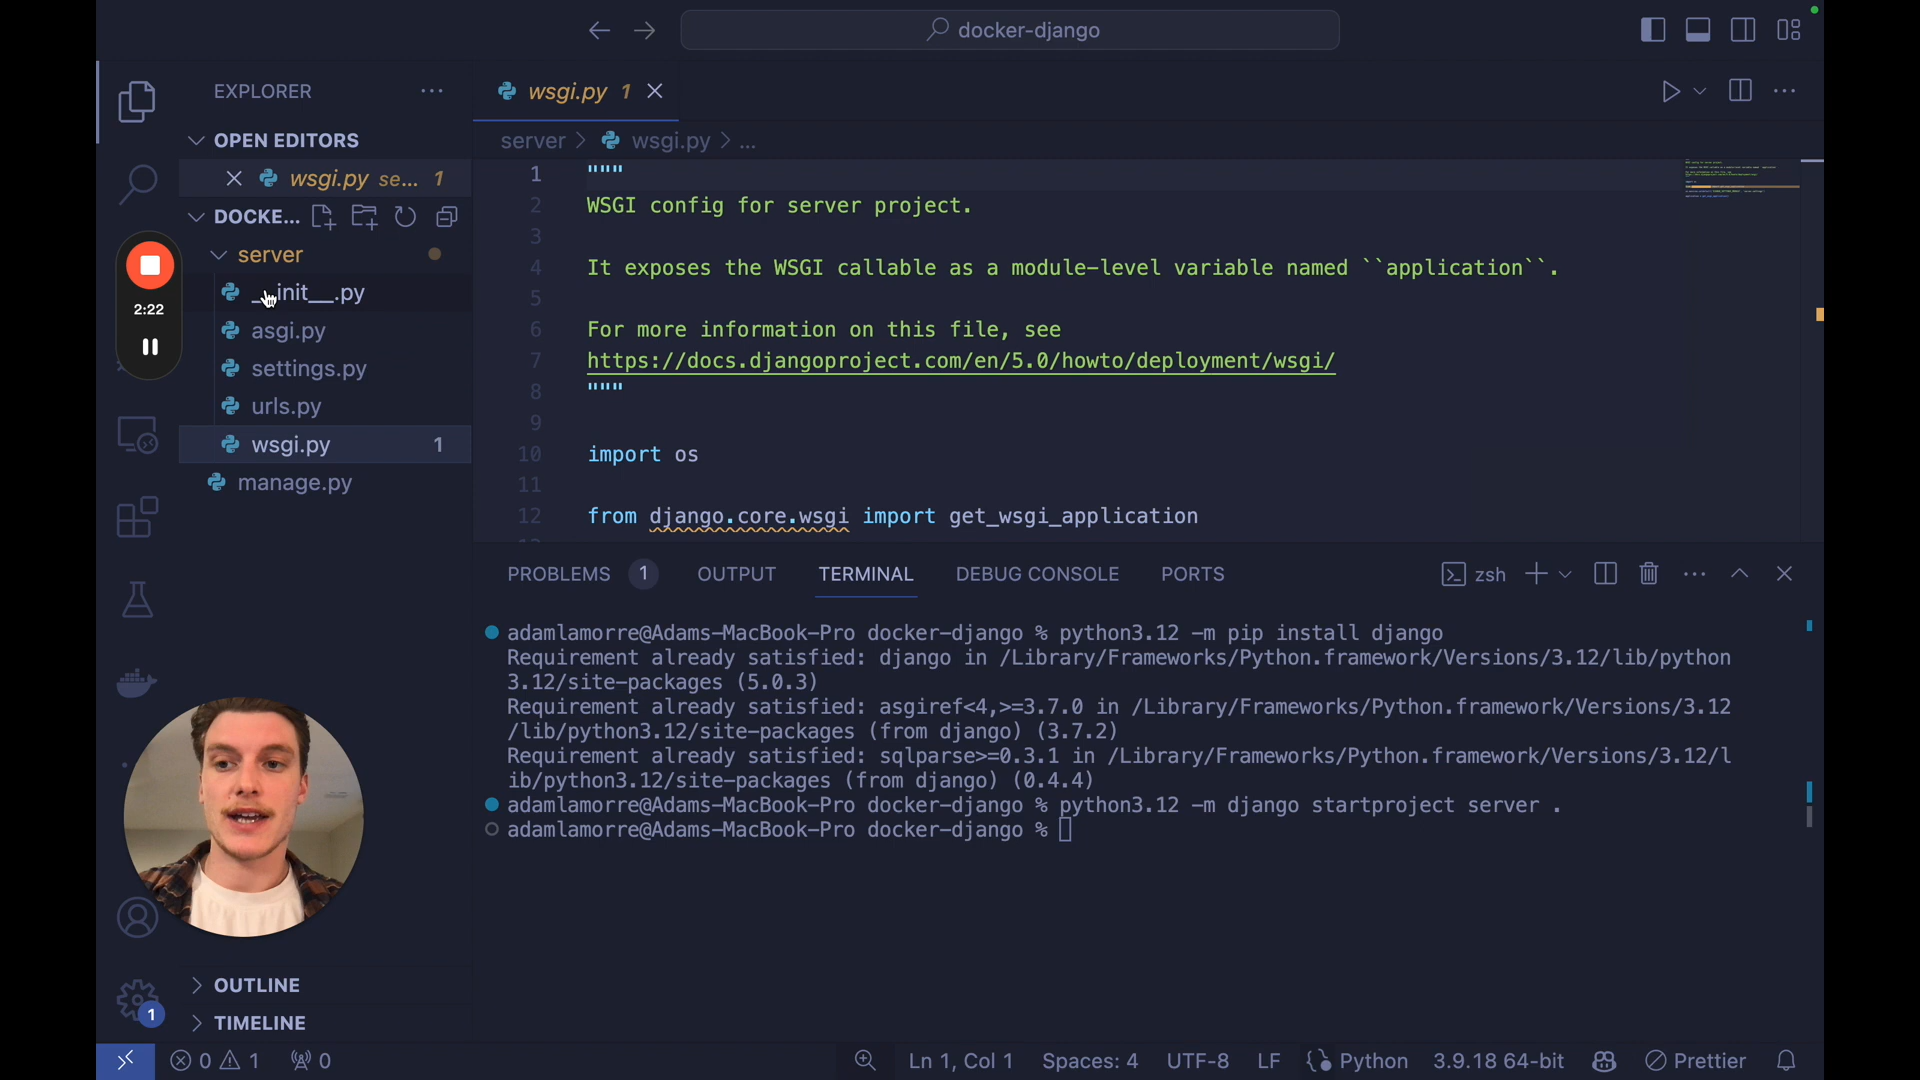 docker-django
EXPLORER
wsgi.py 1
OPEN EDITORS
server > wsgi.py > ...
wsgi.py se... 1
DOCKE...
server
__init__.py
asgi.py
settings.py
urls.py
wsgi.py 1
manage.py
2:22
1 """
2 WSGI config for server project.
3
4 It exposes the WSGI callable as a module-level variable named ``application``.
5
6 For more information on this file, see
7 https://docs.djangoproject.com/en/5.0/howto/deployment/wsgi/
8 """
9
10 import os
11
12 from django.core.wsgi import get_wsgi_application
PROBLEMS 1 OUTPUT TERMINAL DEBUG CONSOLE PORTS zsh
adamlamorre@Adams-MacBook-Pro docker-django % python3.12 -m pip install django
Requirement already satisfied: django in /Library/Frameworks/Python.framework/Versions/3.12/lib/python
3.12/site-packages (5.0.3)
Requirement already satisfied: asgiref<4,>=3.7.0 in /Library/Frameworks/Python.framework/Versions/3.12
/lib/python3.12/site-packages (from django) (3.7.2)
Requirement already satisfied: sqlparse>=0.3.1 in /Library/Frameworks/Python.framework/Versions/3.12/l
ib/python3.12/site-packages (from django) (0.4.4)
adamlamorre@Adams-MacBook-Pro docker-django % python3.12 -m django startproject server .
adamlamorre@Adams-MacBook-Pro docker-django %
OUTLINE
TIMELINE
1
0 1 0 Ln 1, Col 1 Spaces: 4 UTF-8 LF Python 3.9.18 64-bit Prettier